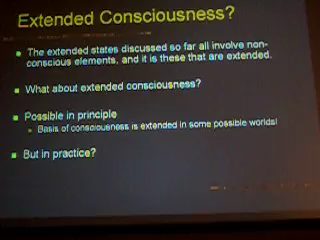 Extended Consciousness?
The extended states discussed so far all involve non-
conscious elements, and it is these that are extended.
What about extended consciousness?
Possible in principle
Basis of consciousness is extended in some possible worlds!
But in practice?